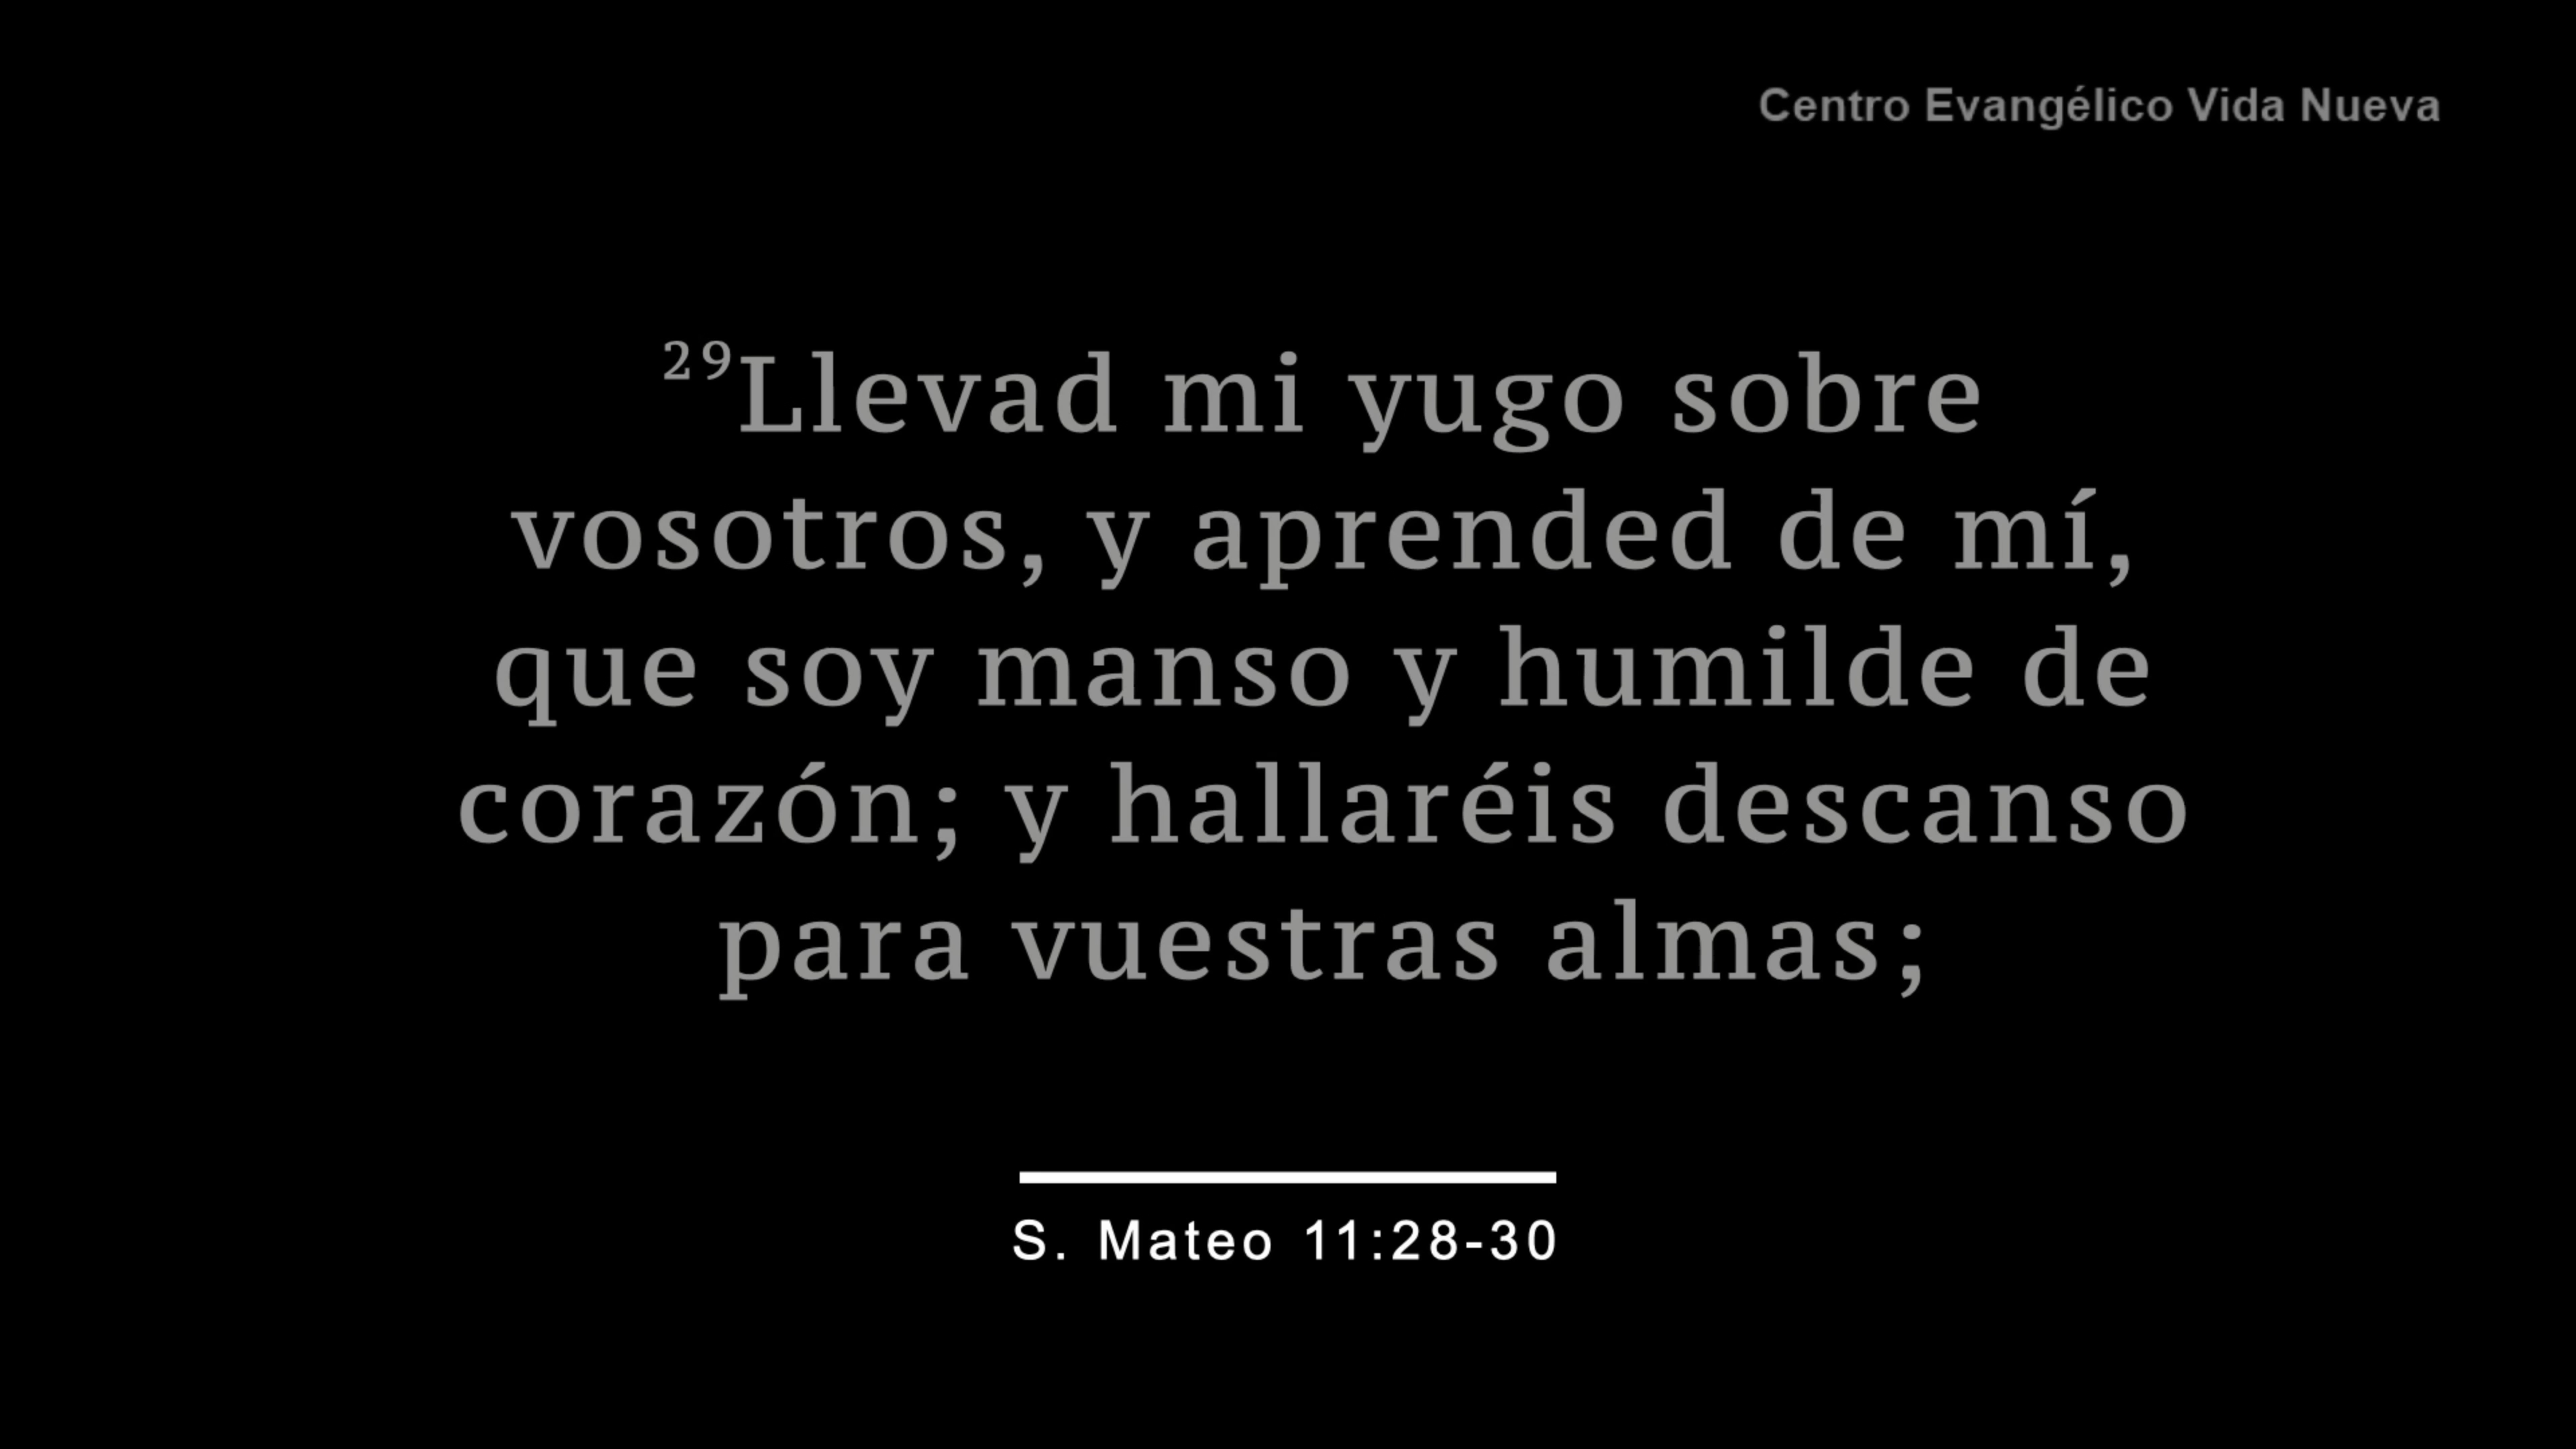 Centro Evangélico Vida Nueva
²⁹Llevad mi yugo sobre
vosotros, y aprended de mí,
que soy manso y humilde de
corazón; y hallaréis descanso
para vuestras almas;
S. Mateo 11:28-30